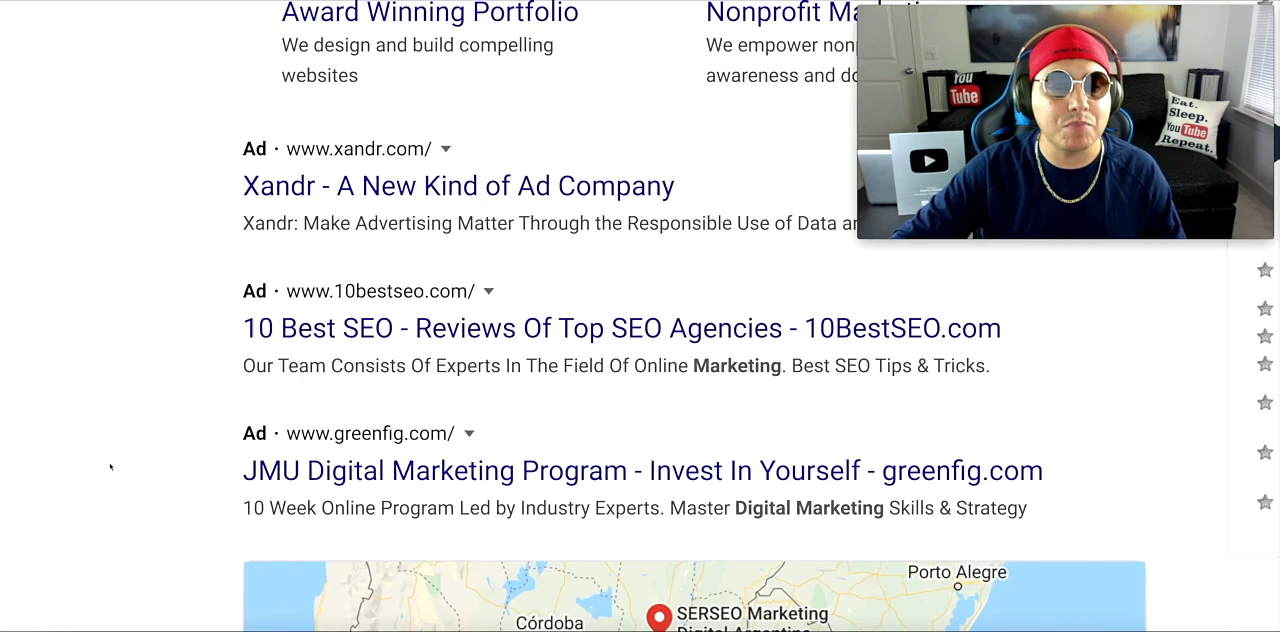 Award Winning Portfolio
We design and build compelling
websites
Nonprofit
We empower
awareness and
Ad · www.xandr.com/
Xandr - A New Kind of Ad Company
Xandr: Make Advertising Matter Through the Responsible Use of Data
Ad · www.10bestseo.com/
10 Best SEO - Reviews Of Top SEO Agencies - 10BestSEO.com
Our Team Consists Of Experts In The Field Of Online Marketing. Best SEO Tips & Tricks.
Ad · www.greenfig.com/
JMU Digital Marketing Program - Invest In Yourself - greenfig.com
10 Week Online Program Led by Industry Experts. Master Digital Marketing Skills & Strategy
Porto Alegre
Córdoba
SERSEO Marketing
Digital Argentina
You
Tube
Eat.
Sleep.
YouTube
Repeat.